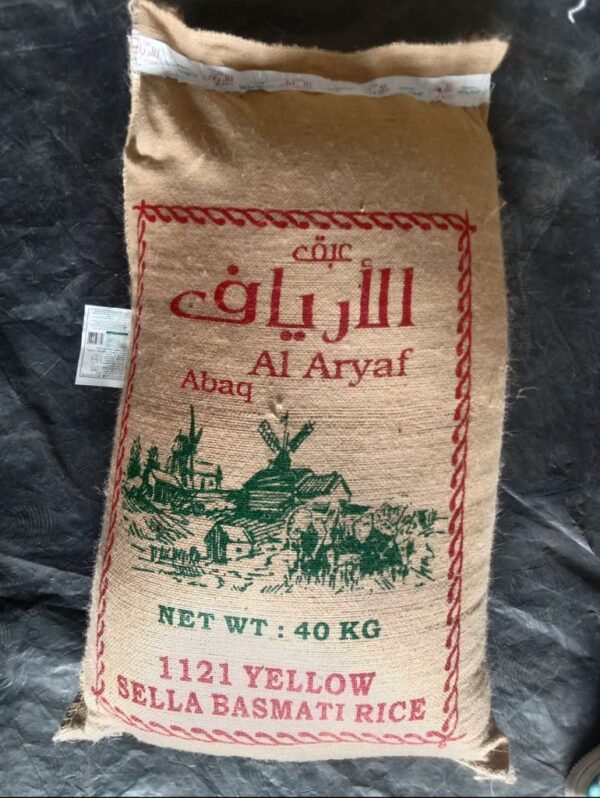 عبق
الأرياف
Al Aryaf
Abaq
NET WT : 40 KG
1121 YELLOW
SELLA BASMATI RICE